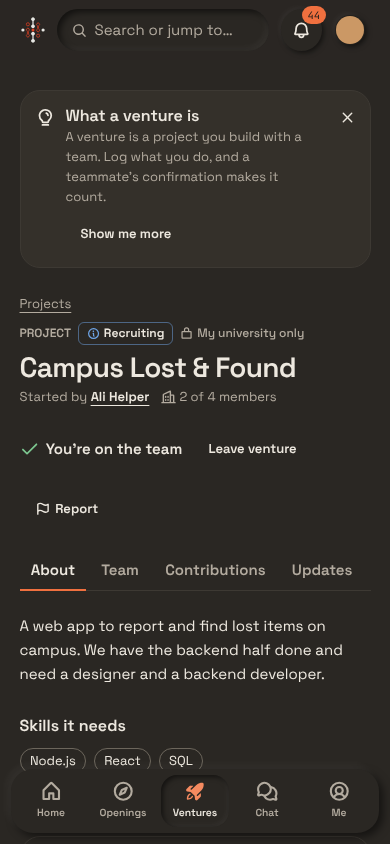 Search or jump to...
44
What a venture is
A venture is a project you build with a
team. Log what you do, and a
teammate's confirmation makes it
count.
Show me more
Projects
PROJECT Recruiting My university only
Campus Lost & Found
Started by Ali Helper 2 of 4 members
You're on the team Leave venture
Report
About Team Contributions Updates
A web app to report and find lost items on
campus. We have the backend half done and
need a designer and a backend developer.
Skills it needs
Node.js React SQL
Home Openings Ventures Chat Me